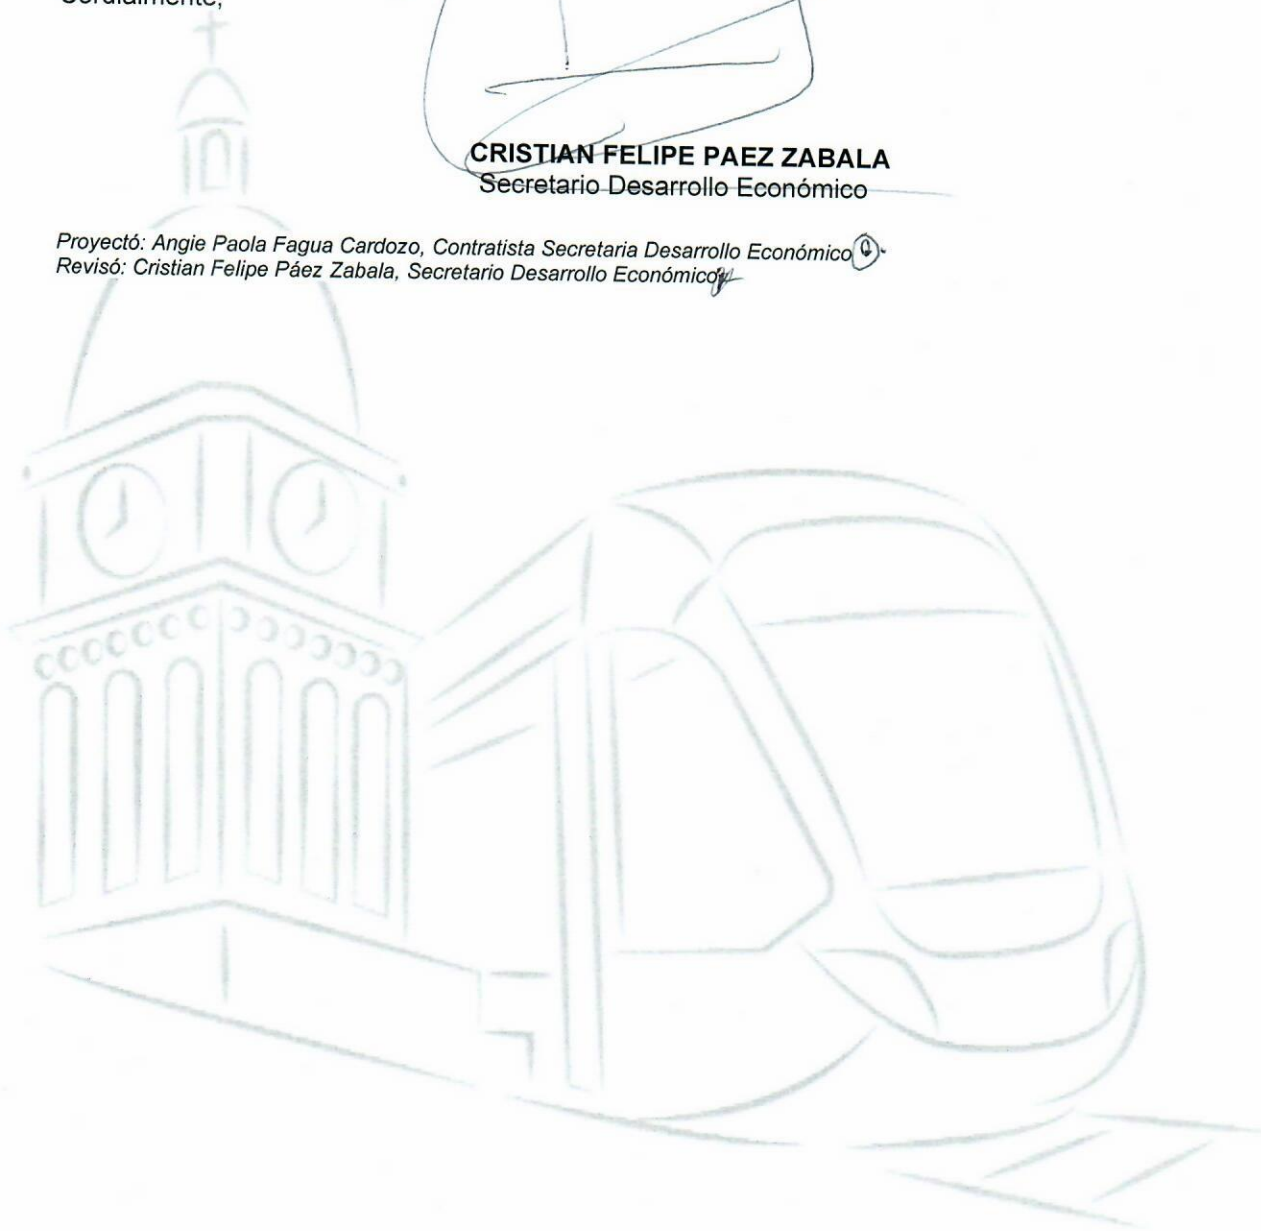 Cordialmente,
CRISTIAN FELIPE PAEZ ZABALA
Secretario Desarrollo Económico
Proyectó: Angie Paola Fagua Cardozo, Contratista Secretaria Desarrollo Económico
Revisó: Cristian Felipe Páez Zabala, Secretario Desarrollo Económico